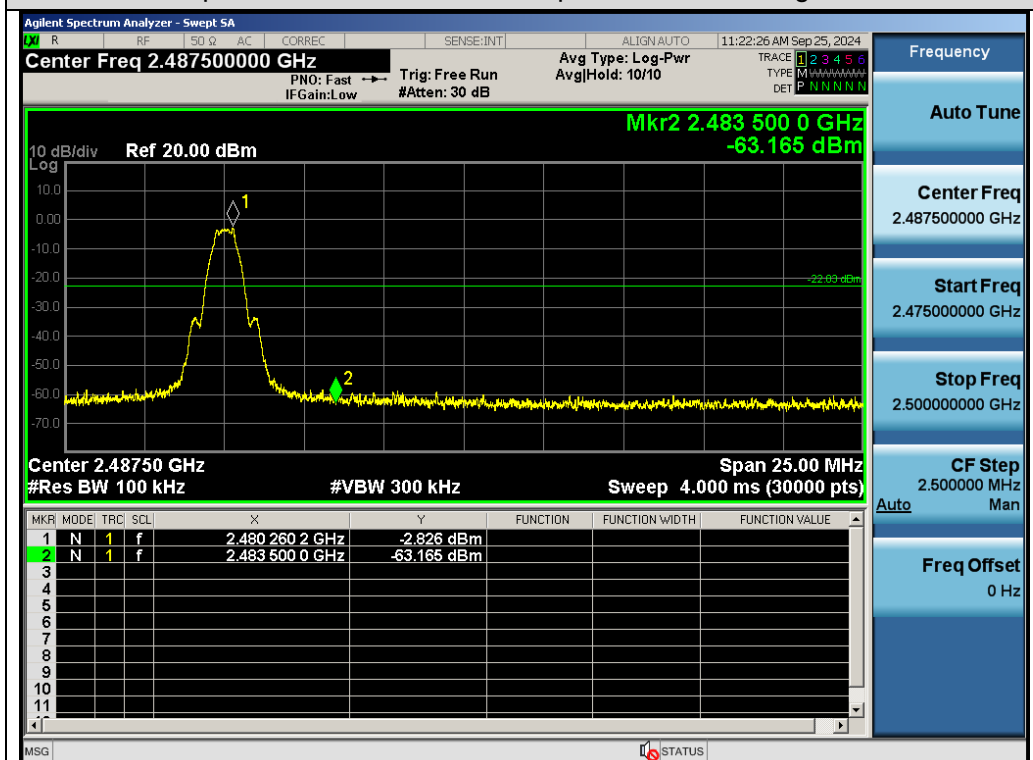 Agilent Spectrum Analyzer - Swept SA
LXI R RF 50 Ω AC CORREC SENSE:INT ALIGN AUTO 11:22:26 AM Sep 25, 2024
Center Freq 2.487500000 GHz
PNO: Fast
IFGain:Low
Trig: Free Run
#Atten: 30 dB
Avg Type: Log-Pwr
Avg|Hold: 10/10
TRACE 1 2 3 4 5 6
TYPE M
DET P N N N N N
Mkr2 2.483 500 0 GHz
-63.165 dBm
10 dB/div Ref 20.00 dBm
Log
10.0
0.00
-10.0
-20.0
-30.0
-40.0
-50.0
-60.0
-70.0
1
2
-22.83 dBm
Center 2.48750 GHz Span 25.00 MHz
#Res BW 100 kHz #VBW 300 kHz Sweep 4.000 ms (30000 pts)
MKR MODE TRC SCL X Y FUNCTION FUNCTION WIDTH FUNCTION VALUE
1 N 1 f 2.480 260 2 GHz -2.826 dBm
2 N 1 f 2.483 500 0 GHz -63.165 dBm
3
4
5
6
7
8
9
10
11
MSG STATUS
Frequency
Auto Tune
Center Freq
2.487500000 GHz
Start Freq
2.475000000 GHz
Stop Freq
2.500000000 GHz
CF Step
2.500000 MHz
Auto Man
Freq Offset
0 Hz